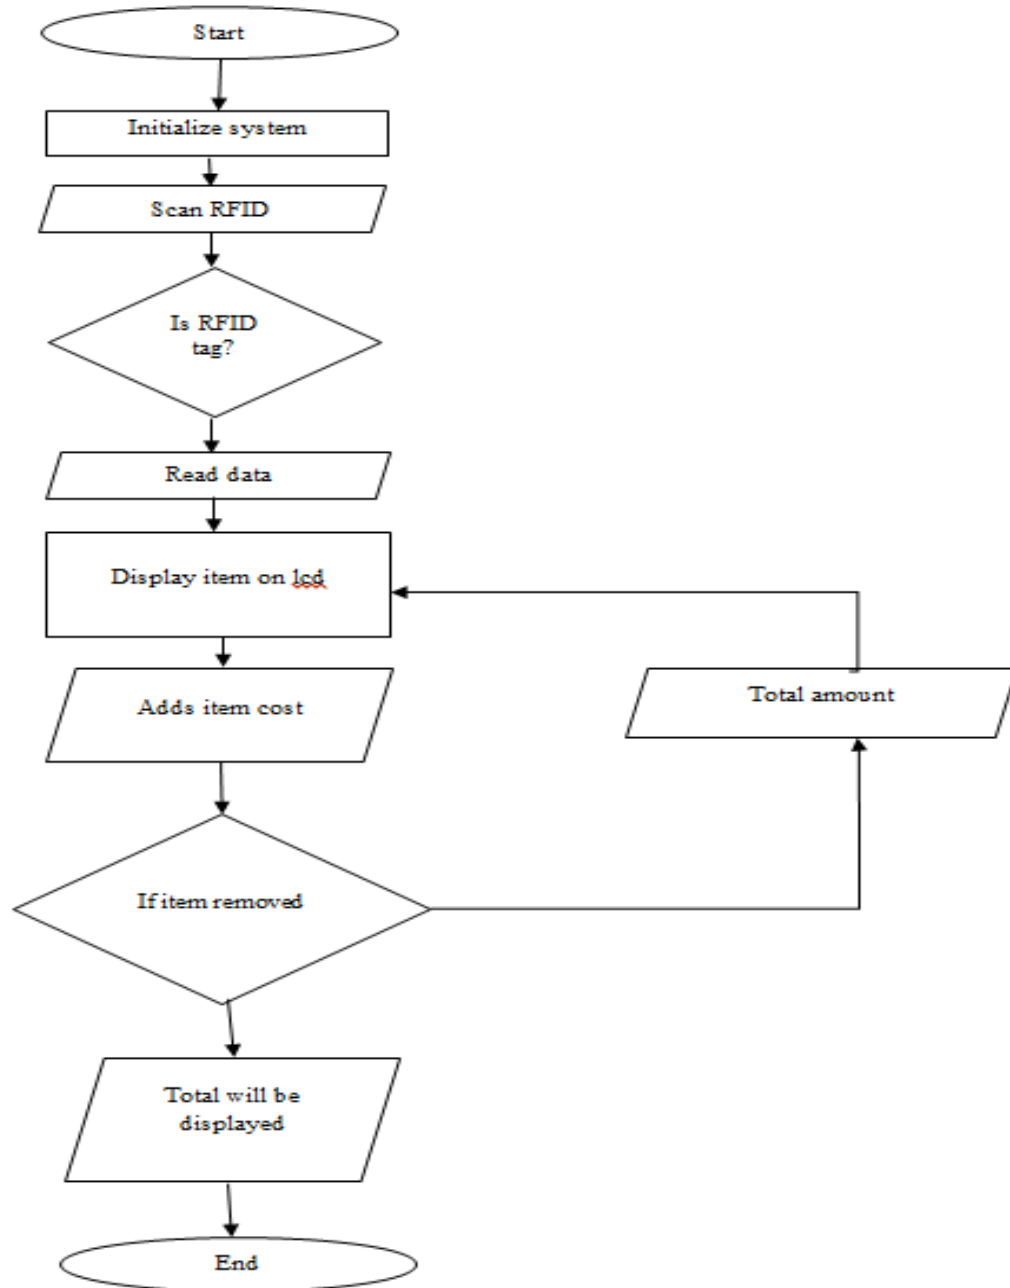 Start
Initialize system
Scan RFID
Is RFID
tag?
Read data
Display item on lcd
Adds item cost
Total amount
If item removed
Total will be
displayed
End